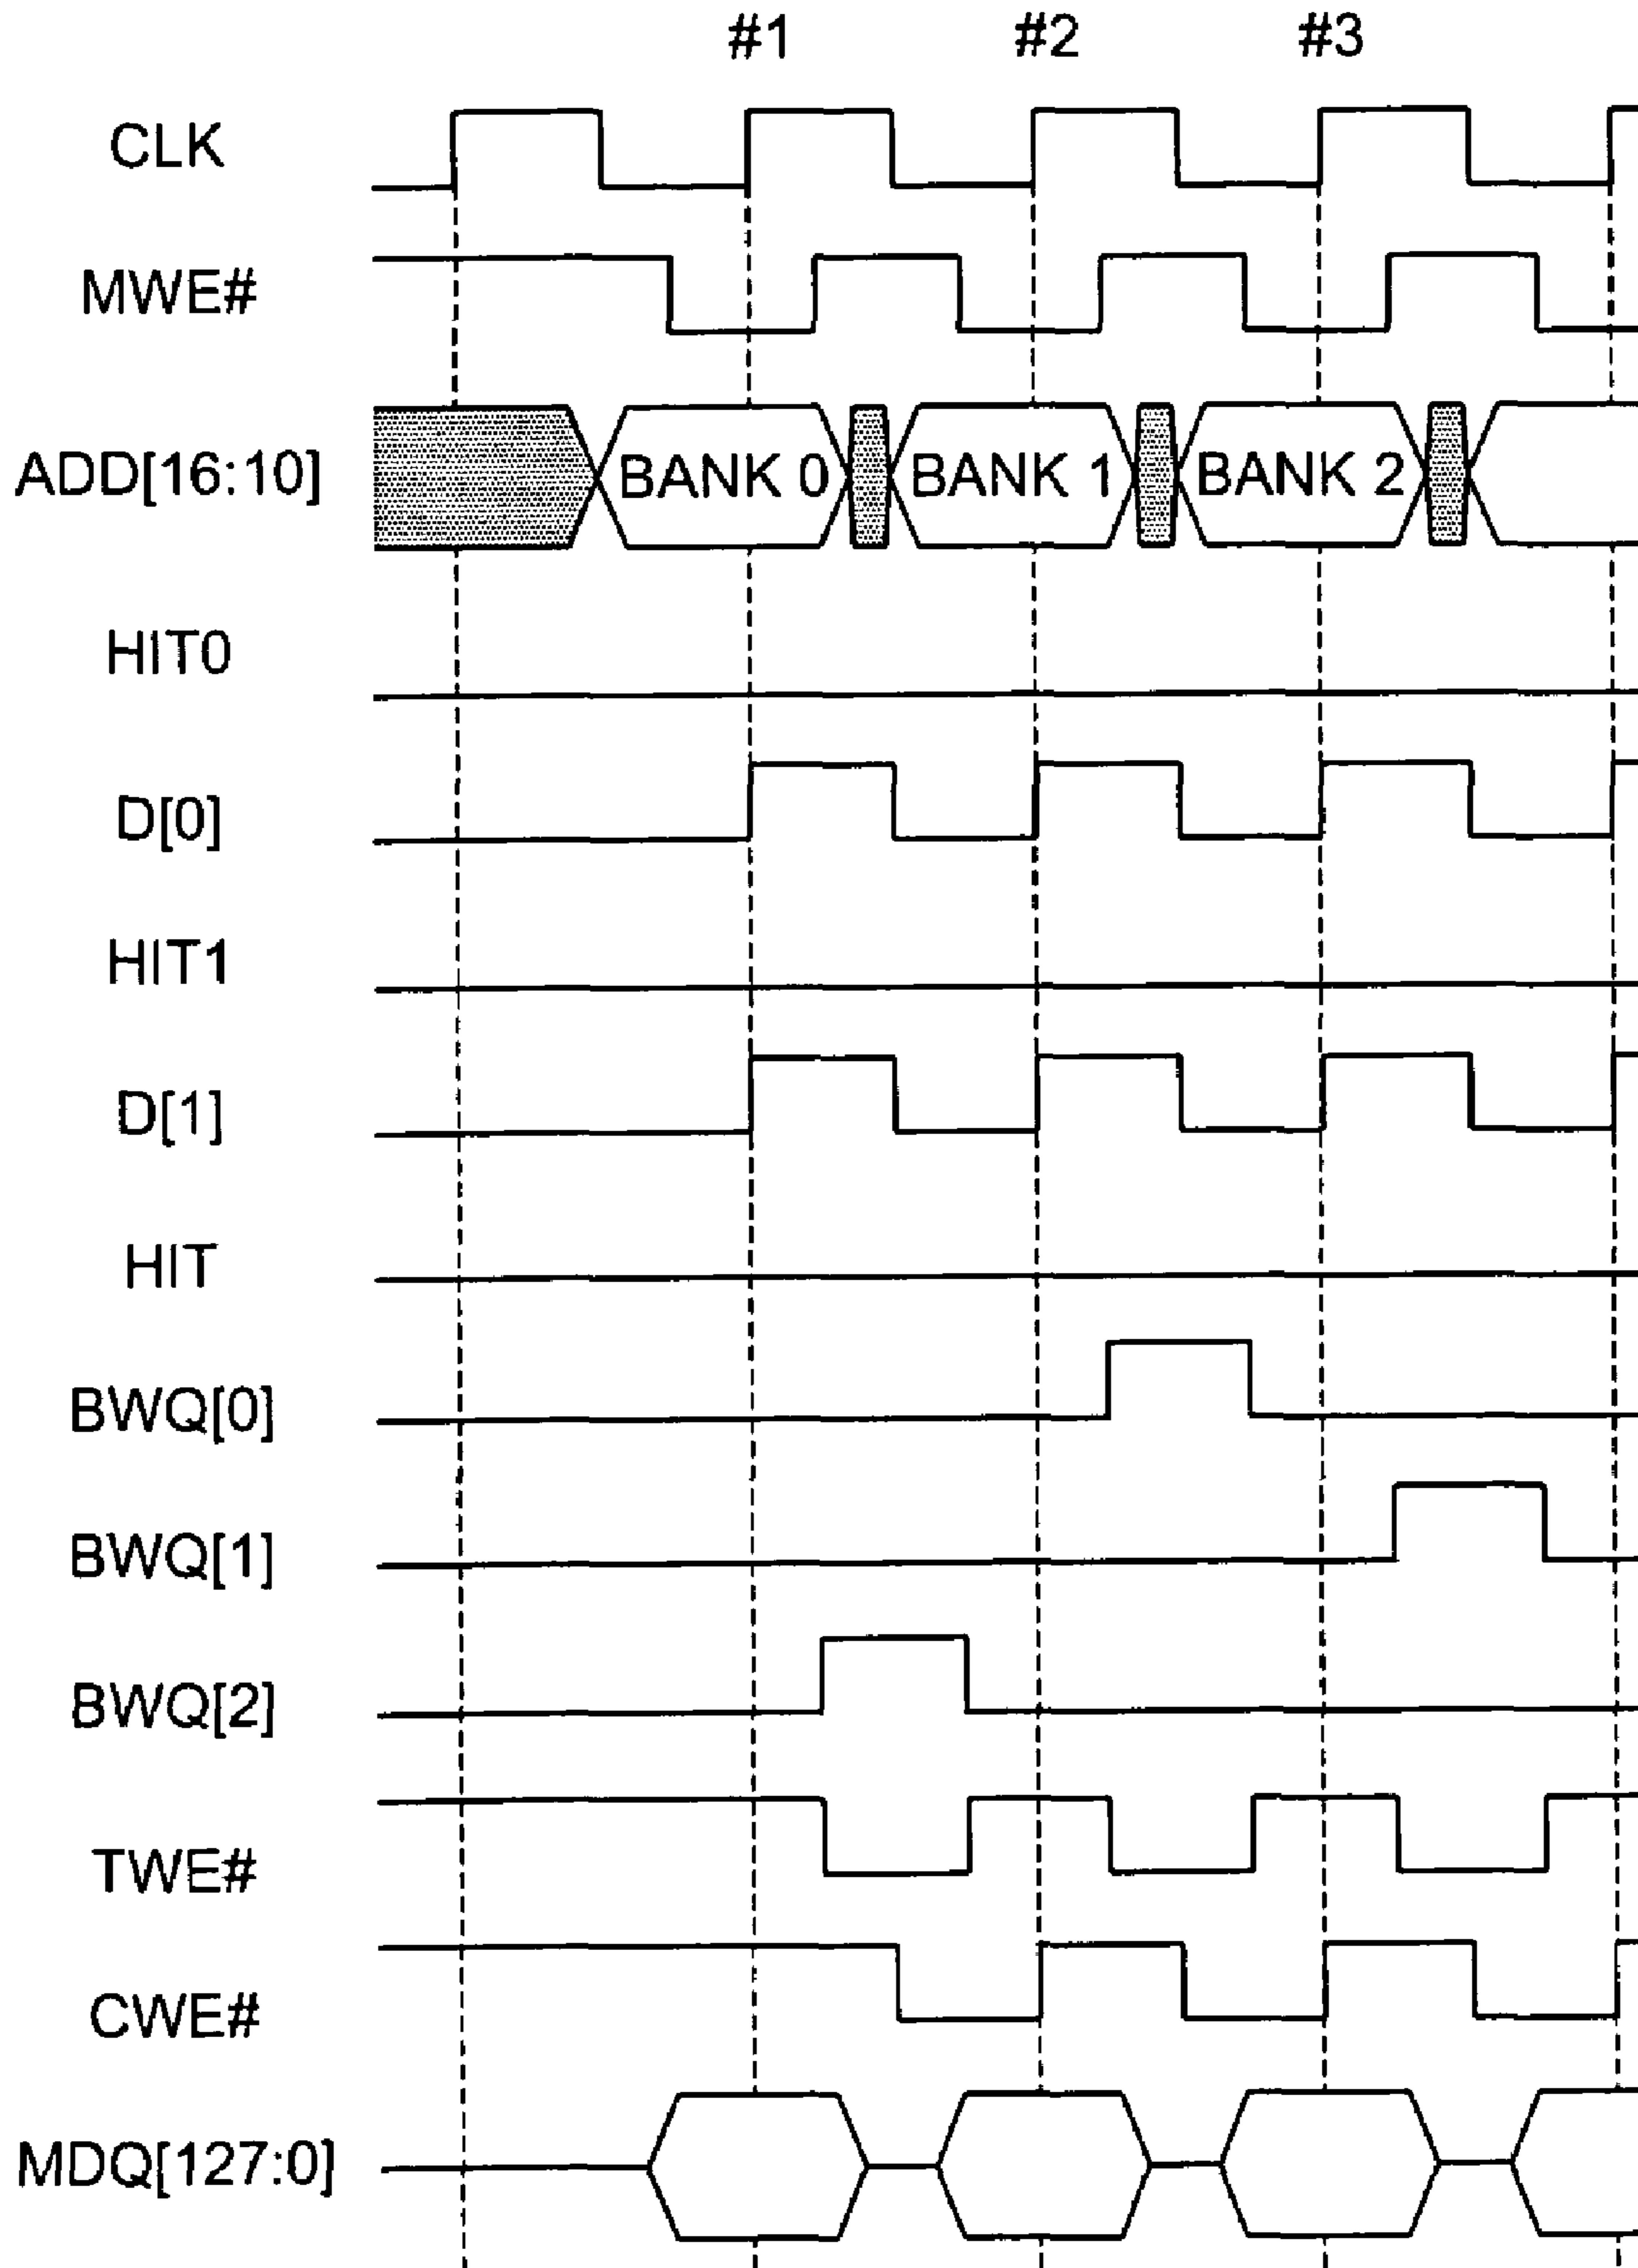 #1 #2 #3
CLK
MWE#
ADD[16:10] BANK 0 BANK 1 BANK 2
HIT0
D[0]
HIT1
D[1]
HIT
BWQ[0]
BWQ[1]
BWQ[2]
TWE#
CWE#
MDQ[127:0]